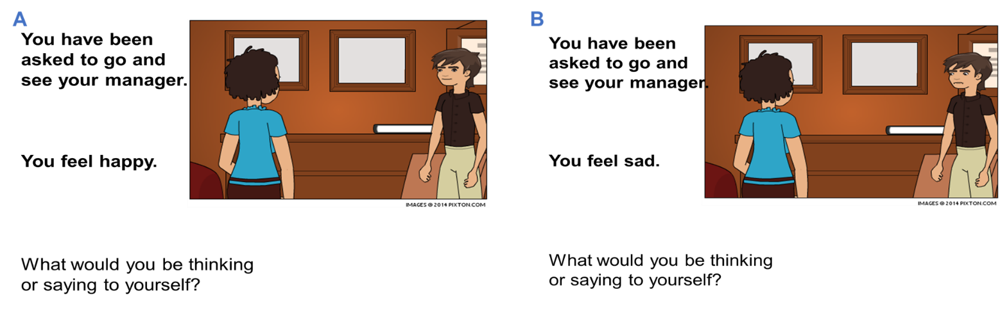 A
You have been
asked to go and
see your manager.
You feel happy.
IMAGES © 2014 PIXTON.COM
What would you be thinking
or saying to yourself?
B
You have been
asked to go and
see your manager.
You feel sad.
IMAGES © 2014 PIXTON.COM
What would you be thinking
or saying to yourself?